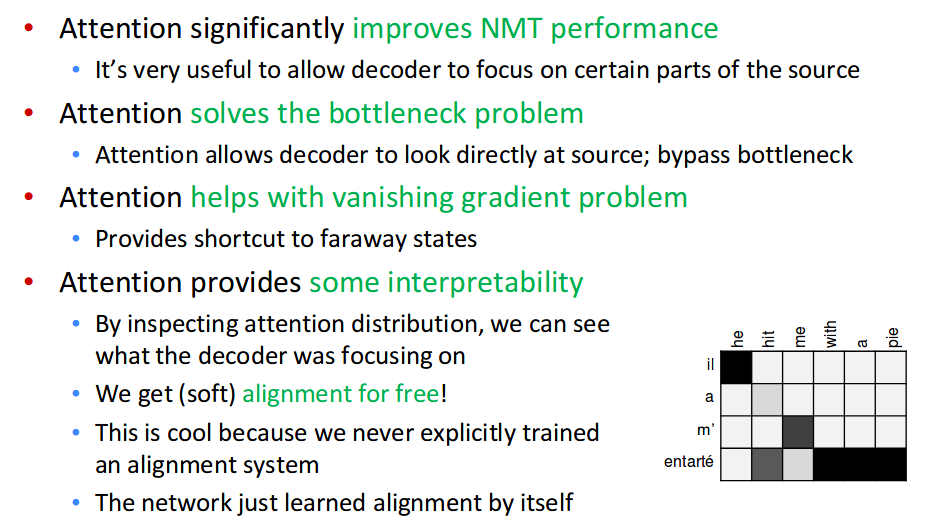 • Attention significantly improves NMT performance
• It’s very useful to allow decoder to focus on certain parts of the source
• Attention solves the bottleneck problem
• Attention allows decoder to look directly at source; bypass bottleneck
• Attention helps with vanishing gradient problem
• Provides shortcut to faraway states
• Attention provides some interpretability
• By inspecting attention distribution, we can see
what the decoder was focusing on
• We get (soft) alignment for free!
• This is cool because we never explicitly trained
an alignment system
• The network just learned alignment by itself
he hit me with a pie
il
a
m’
entarté